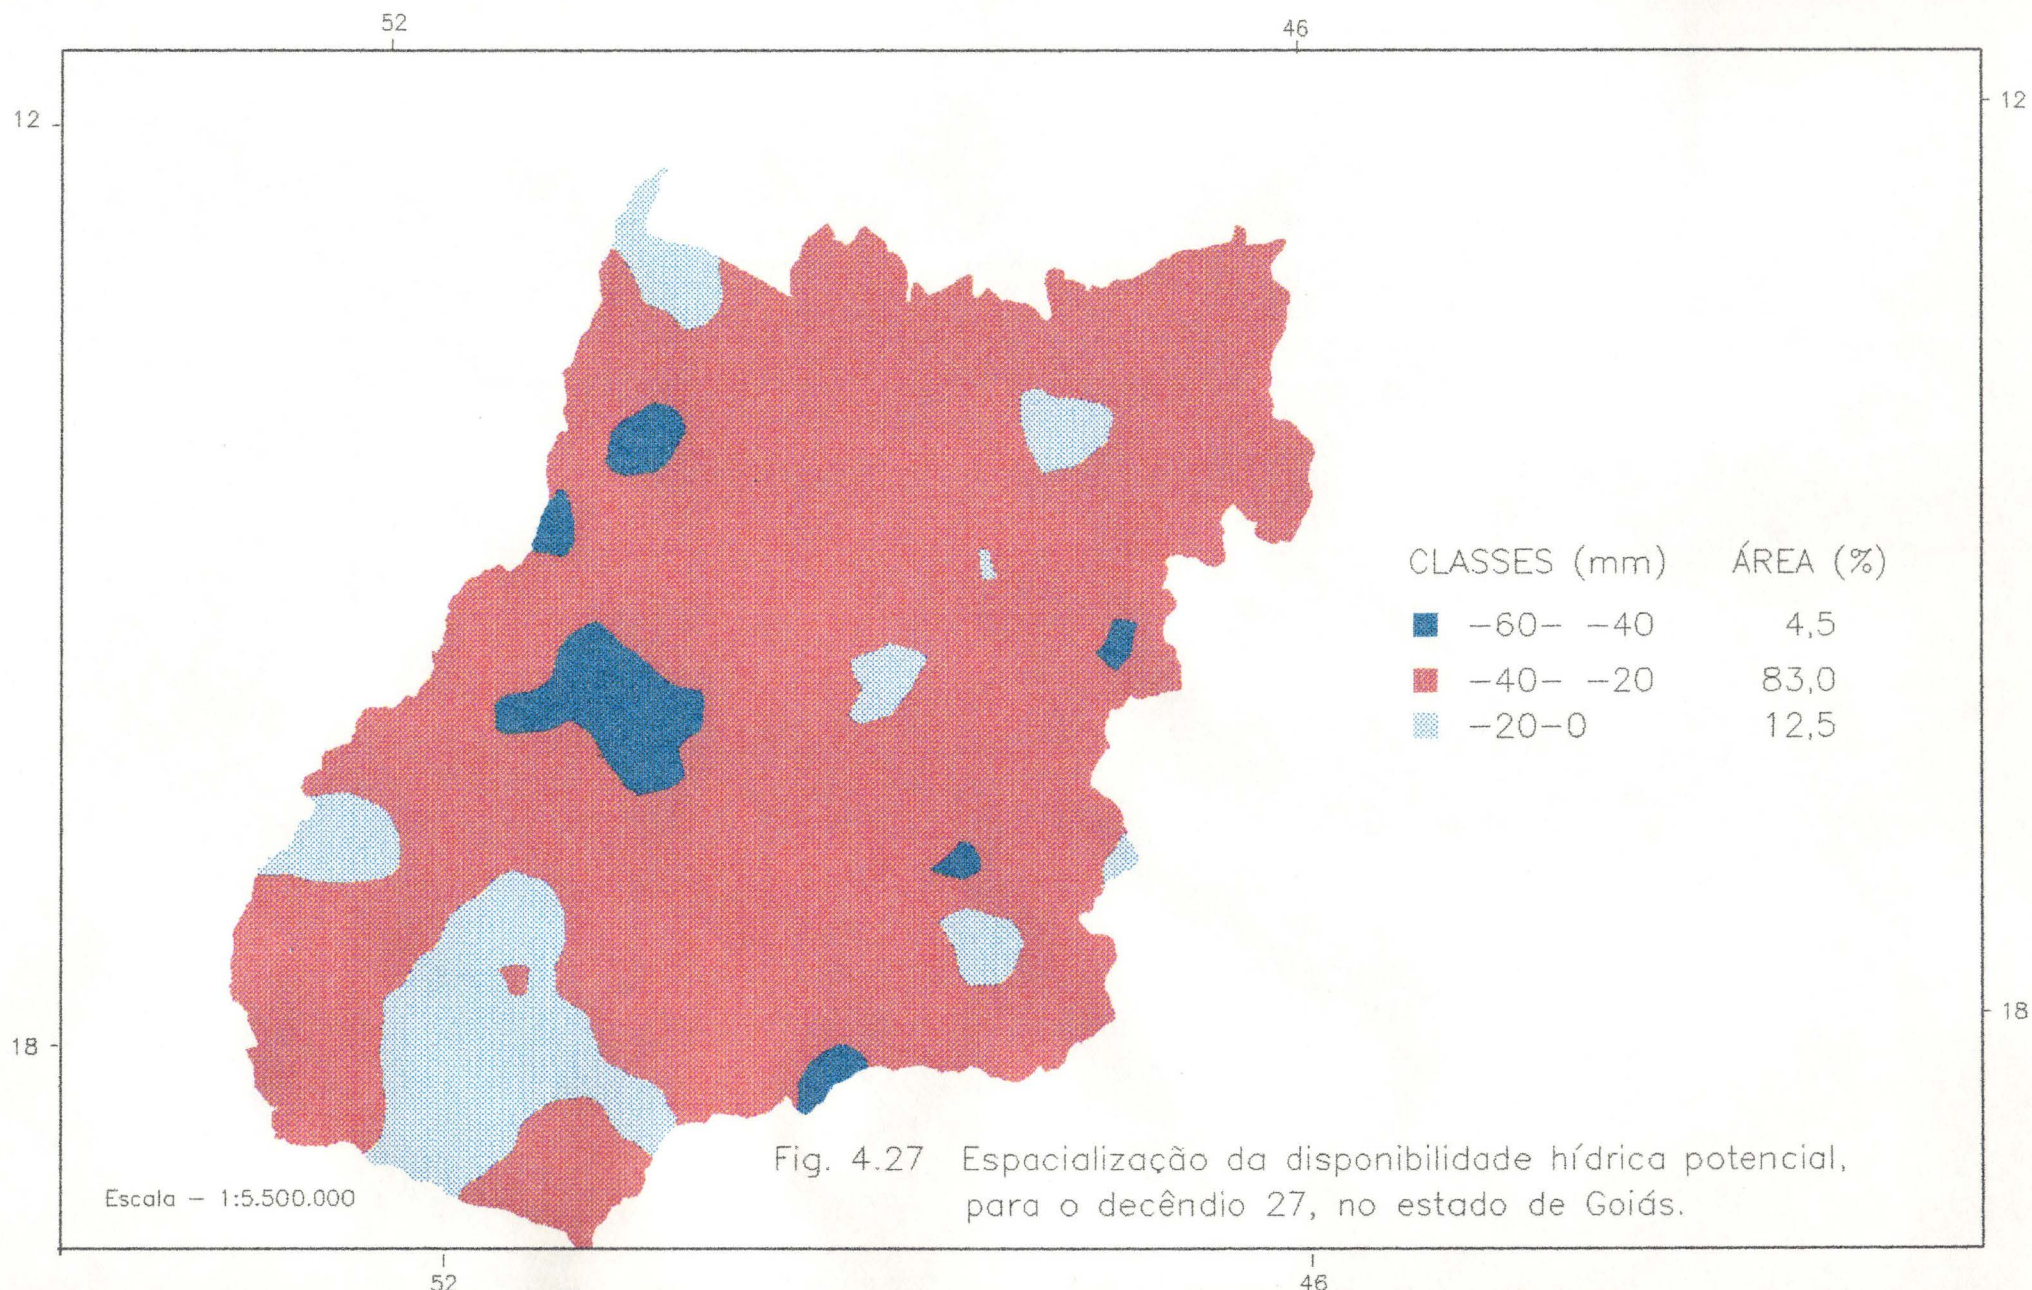 52 46
12 12
CLASSES (mm) ÁREA (%)
−60− −40 4,5
−40− −20 83,0
−20−0 12,5
18 18
Fig. 4.27 Espacialização da disponibilidade hídrica potencial,
para o decêndio 27, no estado de Goiás.
Escala − 1:5.500.000
52 46